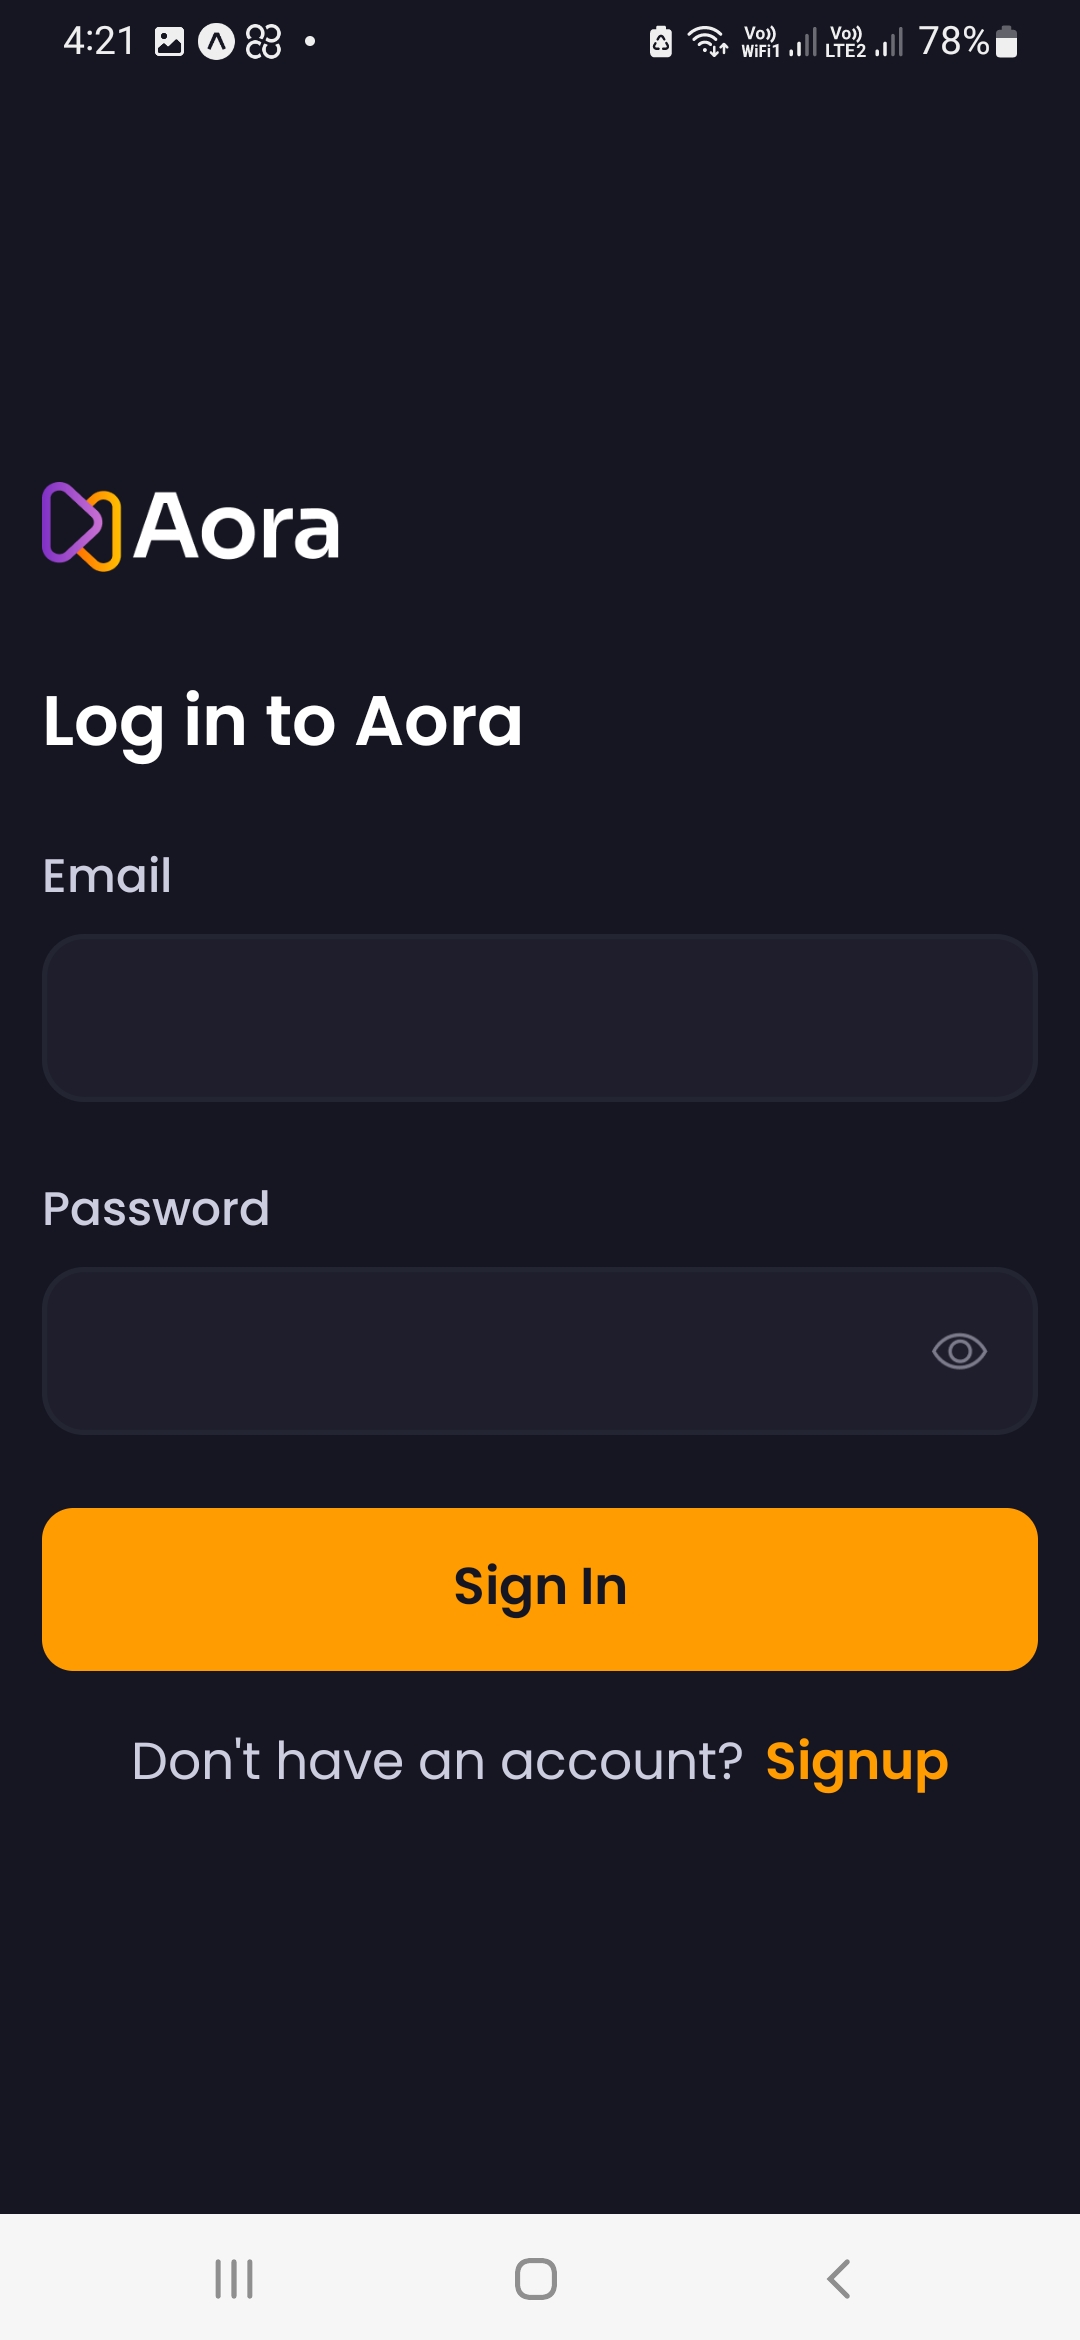 4:21 Vo)) WiFi1 Vo)) LTE2 78%
Aora
Log in to Aora
Email
Password
Sign In
Don't have an account? Signup